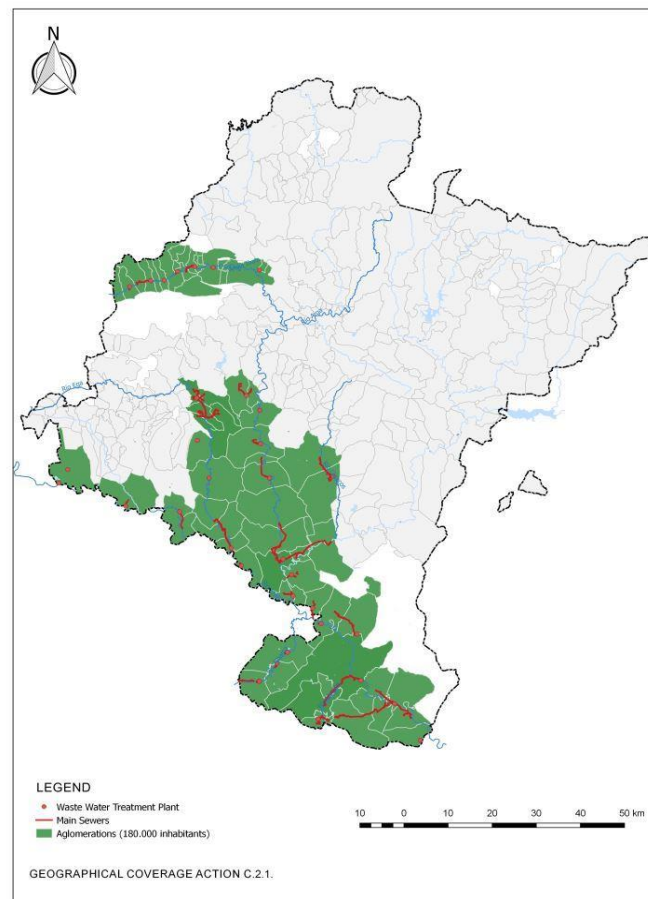 N
Río Ega
LEGEND
Waste Water Treatment Plant
Main Sewers
Aglomerations (180.000 inhabitants)
10 0 10 20 30 40 50 km
GEOGRAPHICAL COVERAGE ACTION C.2.1.